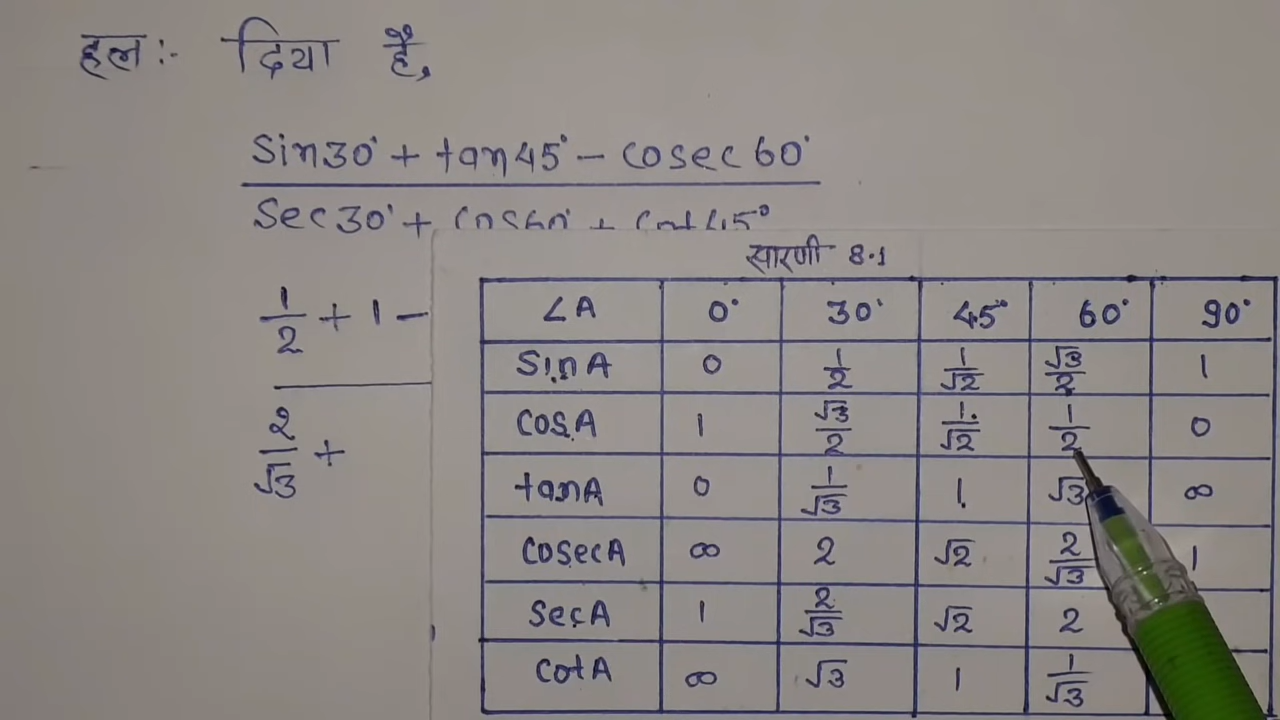 हल :- दिया है,
sin30° + tan45° - cosec60°
sec30° + cos60° + cot45°
1/2 + 1 -
2/√3 +
सारणी 8.1
∠A 0° 30° 45° 60° 90°
SinA 0 1/2 1/√2 √3/2 1
COSA 1 √3/2 1/√2 1/2 0
tanA 0 1/√3 1 √3 ∞
COSecA ∞ 2 √2 2/√3 1
SecA 1 2/√3 √2 2
CotA ∞ √3 1 1/√3